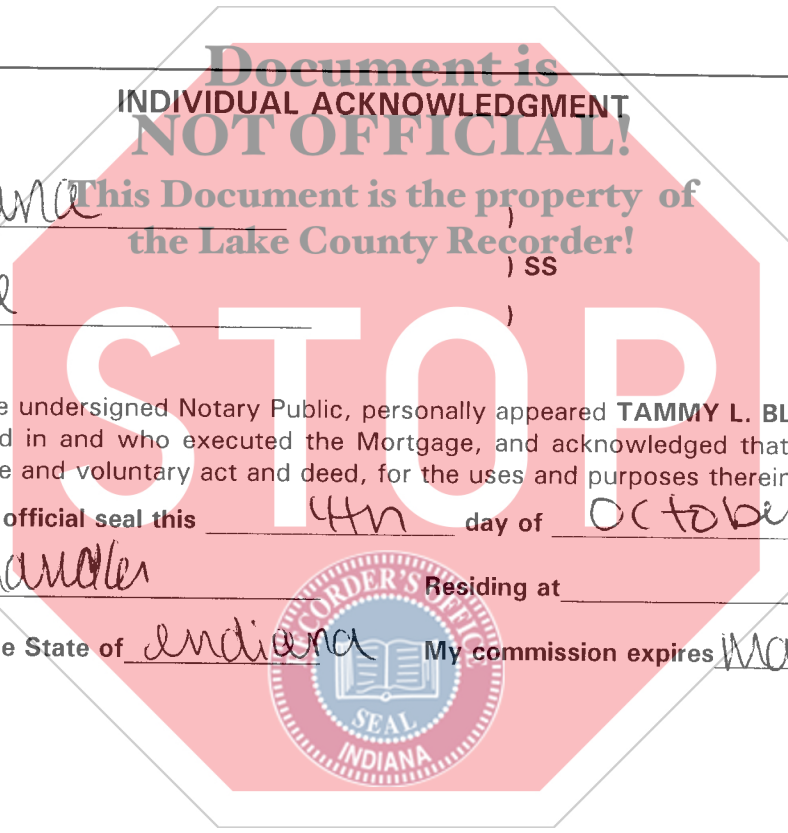 Document is
INDIVIDUAL ACKNOWLEDGMENT
NOT OFFICIAL!
This Document is the property of
the Lake County Recorder!
)
) SS
)
STOP
undersigned Notary Public, personally appeared TAMMY L.
in and who executed the Mortgage, and acknowledged that
and voluntary act and deed, for the uses and purposes therein
official seal this 4th day of October
Residing at
State of Indiana My commission expires
RECORDER'S OFFICE
SEAL
INDIANA